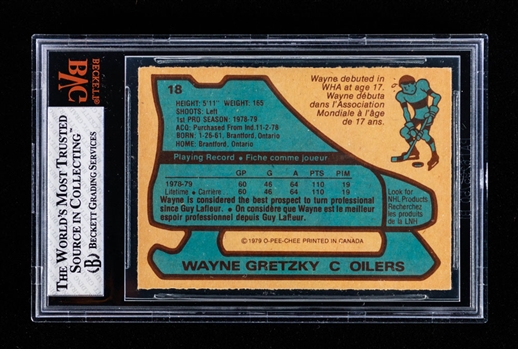 BECKETT
BVG
THE WORLD'S MOST TRUSTED
SOURCE IN COLLECTING™
BECKETT GRADING SERVICES
18
HEIGHT: 5'11" WEIGHT: 165
SHOOTS: Left
1st PRO SEASON: 1978-79
ACQ: Purchased From Ind.11-2-78
BORN: 1-26-61, Brantford, Ontario
HOME: Brantford, Ontario
Wayne debuted in
WHA at age 17.
Wayne débuta
dans l'Association
Mondiale à l'âge
de 17 ans.
Playing Record • Fiche comme joueur
GP G A PTS PIM
1978-79 60 46 64 110 19
Lifetime • Carrière 60 46 64 110 19
Wayne is considered the best prospect to turn professional
since Guy Lafleur. • On considère que Wayne est le meilleur
espoir professionnel depuis Guy Lafleur.
Look for
NHL Products.
Recherchez
les produits
de la LNH
©1979 O-PEE-CHEE PRINTED IN CANADA
WAYNE GRETZKY C OILERS